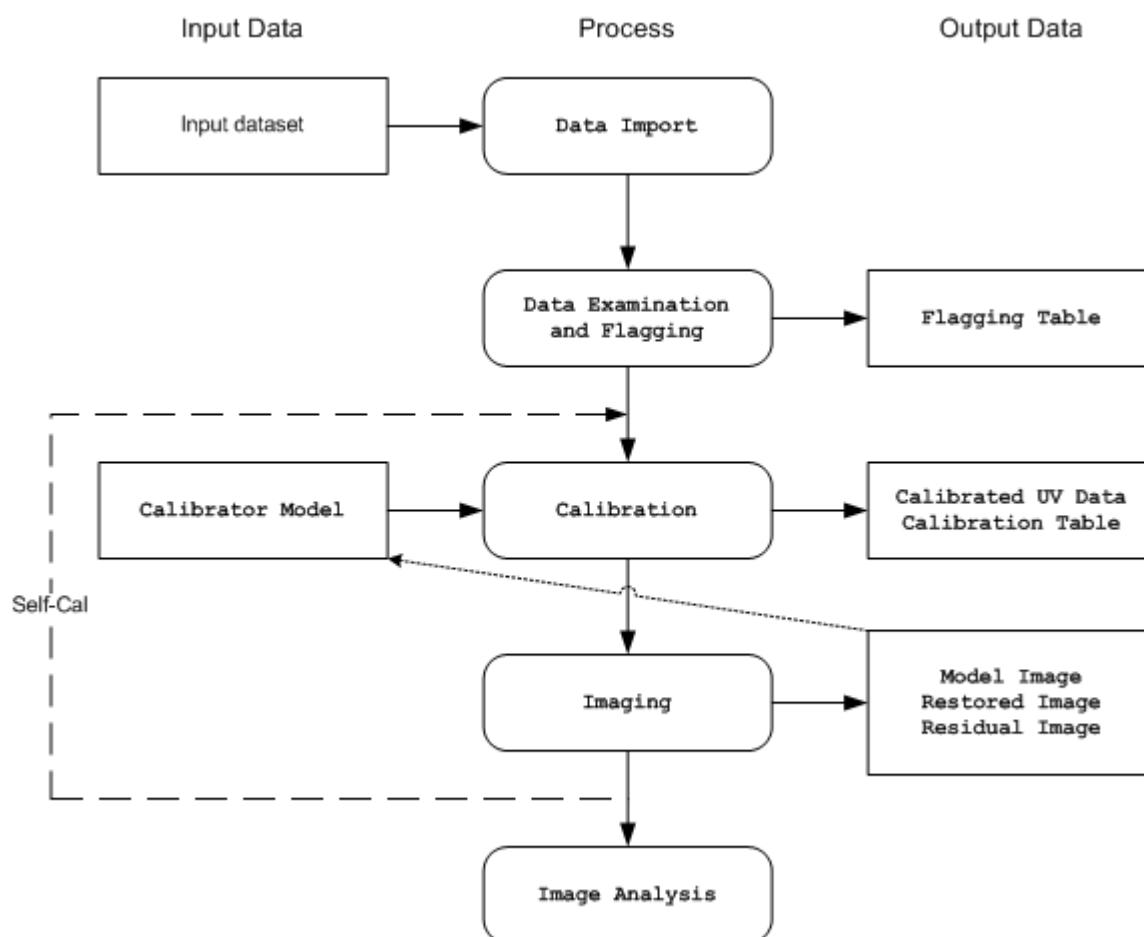 Input Data
Process
Output Data
Input dataset
Data Import
Data Examination
and Flagging
Flagging Table
Calibrator Model
Calibration
Calibrated UV Data
Calibration Table
Self-Cal
Imaging
Model Image
Restored Image
Residual Image
Image Analysis